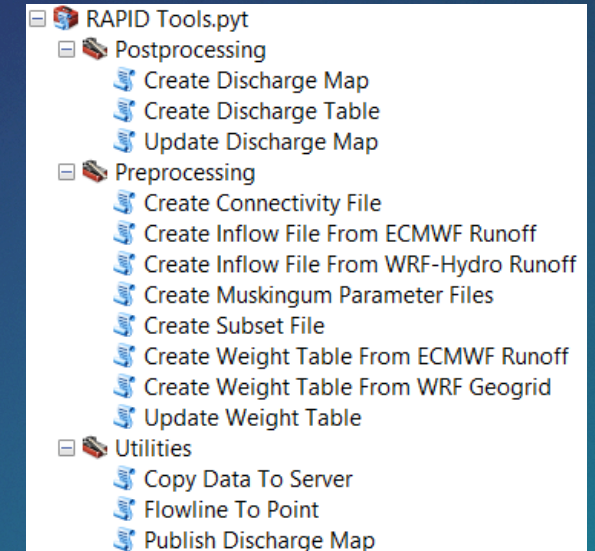 RAPID Tools.pyt
Postprocessing
Create Discharge Map
Create Discharge Table
Update Discharge Map
Preprocessing
Create Connectivity File
Create Inflow File From ECMWF Runoff
Create Inflow File From WRF-Hydro Runoff
Create Muskingum Parameter Files
Create Subset File
Create Weight Table From ECMWF Runoff
Create Weight Table From WRF Geogrid
Update Weight Table
Utilities
Copy Data To Server
Flowline To Point
Publish Discharge Map